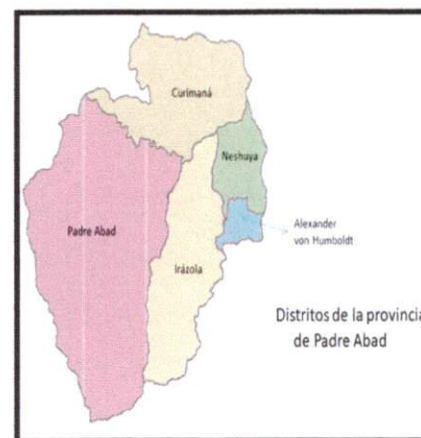 Curimaná
Neshuya
Padre Abad
Alexander
von Humboldt
Irázola
Distritos de la provincia
de Padre Abad